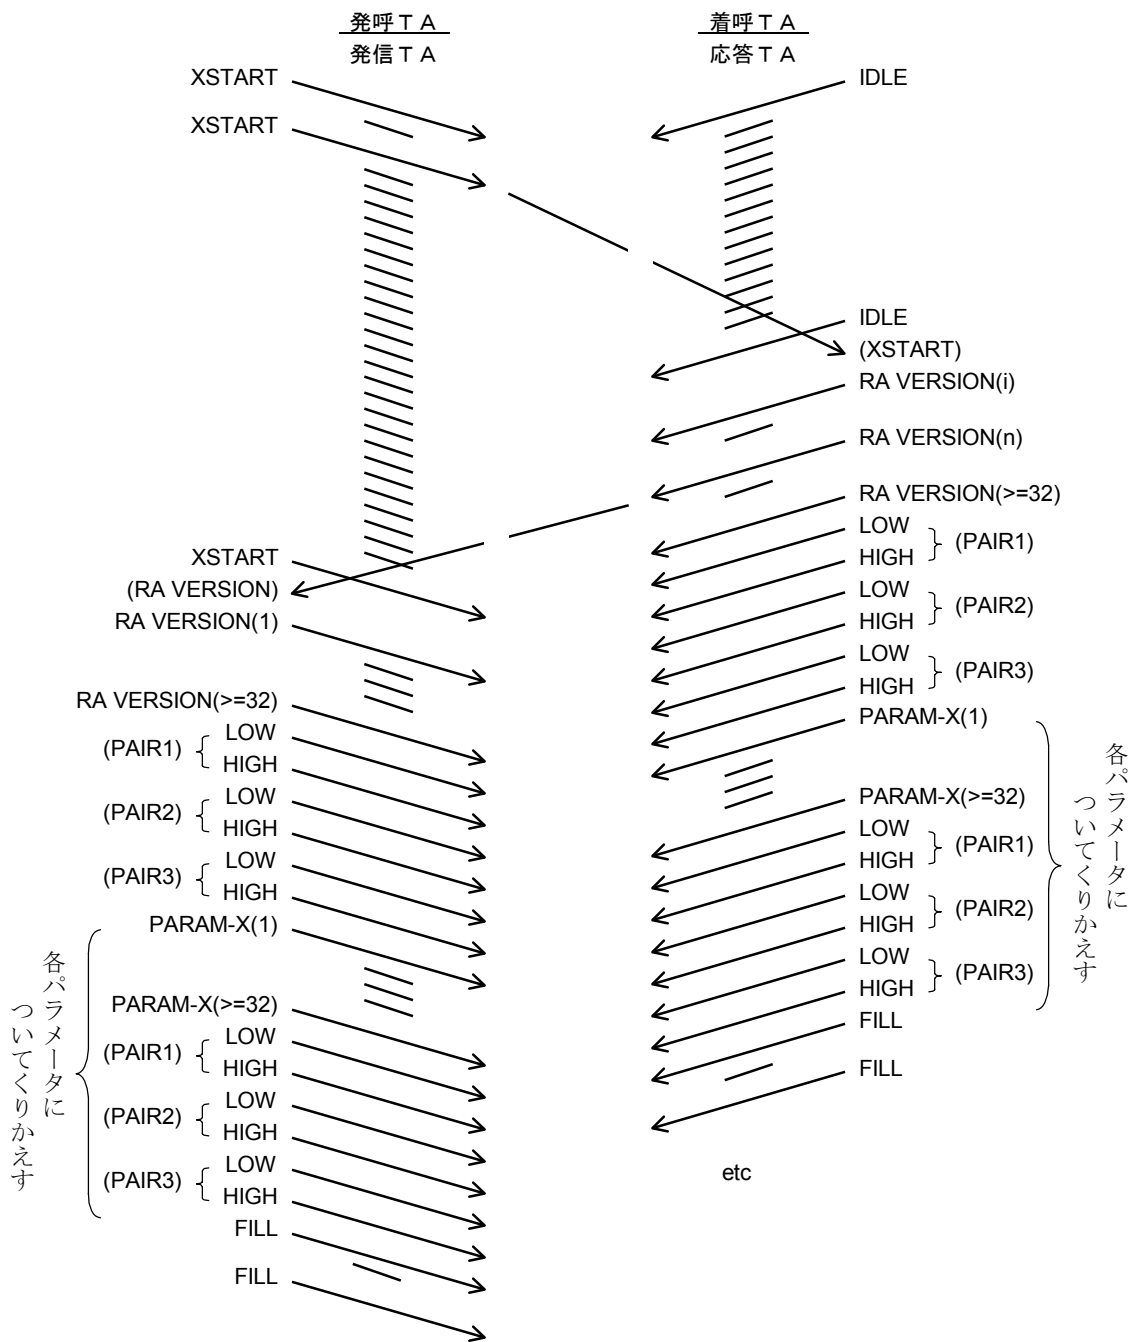 発呼ＴＡ
発信ＴＡ
XSTART
XSTART
XSTART
(RA VERSION)
RA VERSION(1)
RA VERSION(>=32)
(PAIR1)
LOW
HIGH
(PAIR2)
LOW
HIGH
(PAIR3)
LOW
HIGH
PARAM-X(1)
PARAM-X(>=32)
(PAIR1)
LOW
HIGH
(PAIR2)
LOW
HIGH
(PAIR3)
LOW
HIGH
FILL
FILL
各パラメータに
ついてくりかえす
着呼ＴＡ
応答ＴＡ
IDLE
IDLE
(XSTART)
RA VERSION(i)
RA VERSION(n)
RA VERSION(>=32)
LOW
HIGH
(PAIR1)
LOW
HIGH
(PAIR2)
LOW
HIGH
(PAIR3)
PARAM-X(1)
PARAM-X(>=32)
LOW
HIGH
(PAIR1)
LOW
HIGH
(PAIR2)
LOW
HIGH
(PAIR3)
FILL
FILL
各パラメータに
ついてくりかえす
etc